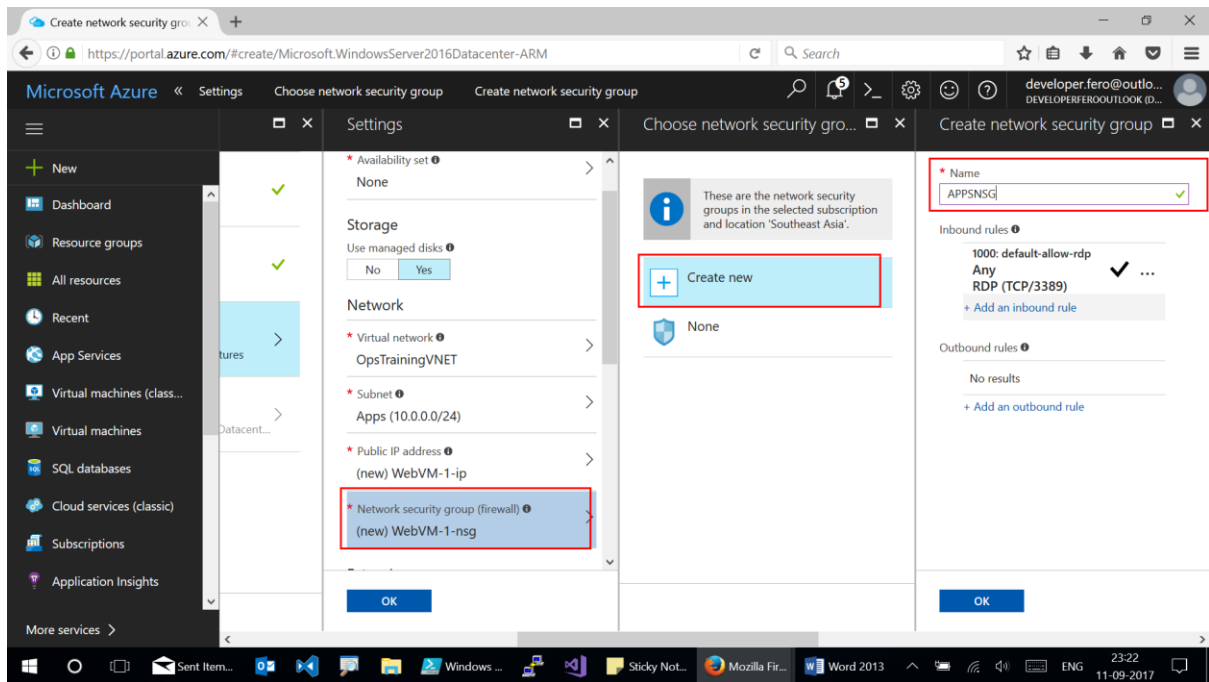 Create network security gro
https://portal.azure.com/#create/Microsoft.WindowsServer2016Datacenter-ARM
Search
Microsoft Azure « Settings Choose network security group Create network security group
5
developer.fero@outlo...
DEVELOPERFEROOUTLOOK (D...
New
Dashboard
Resource groups
All resources
Recent
App Services
Virtual machines (class...
Virtual machines
SQL databases
Cloud services (classic)
Subscriptions
Application Insights
More services >
tures
Datacent...
Settings
* Availability set
None
Storage
Use managed disks
No Yes
Network
* Virtual network
OpsTrainingVNET
* Subnet
Apps (10.0.0.0/24)
* Public IP address
(new) WebVM-1-ip
* Network security group (firewall)
(new) WebVM-1-nsg
OK
Choose network security gro...
These are the network security
groups in the selected subscription
and location 'Southeast Asia'.
+ Create new
None
Create network security group
* Name
APPSNSG
Inbound rules
1000: default-allow-rdp
Any
RDP (TCP/3389)
...
+ Add an inbound rule
Outbound rules
No results
+ Add an outbound rule
OK
Sent Item...
Windows ...
Sticky Not...
Mozilla Fir...
Word 2013
ENG
23:22
11-09-2017